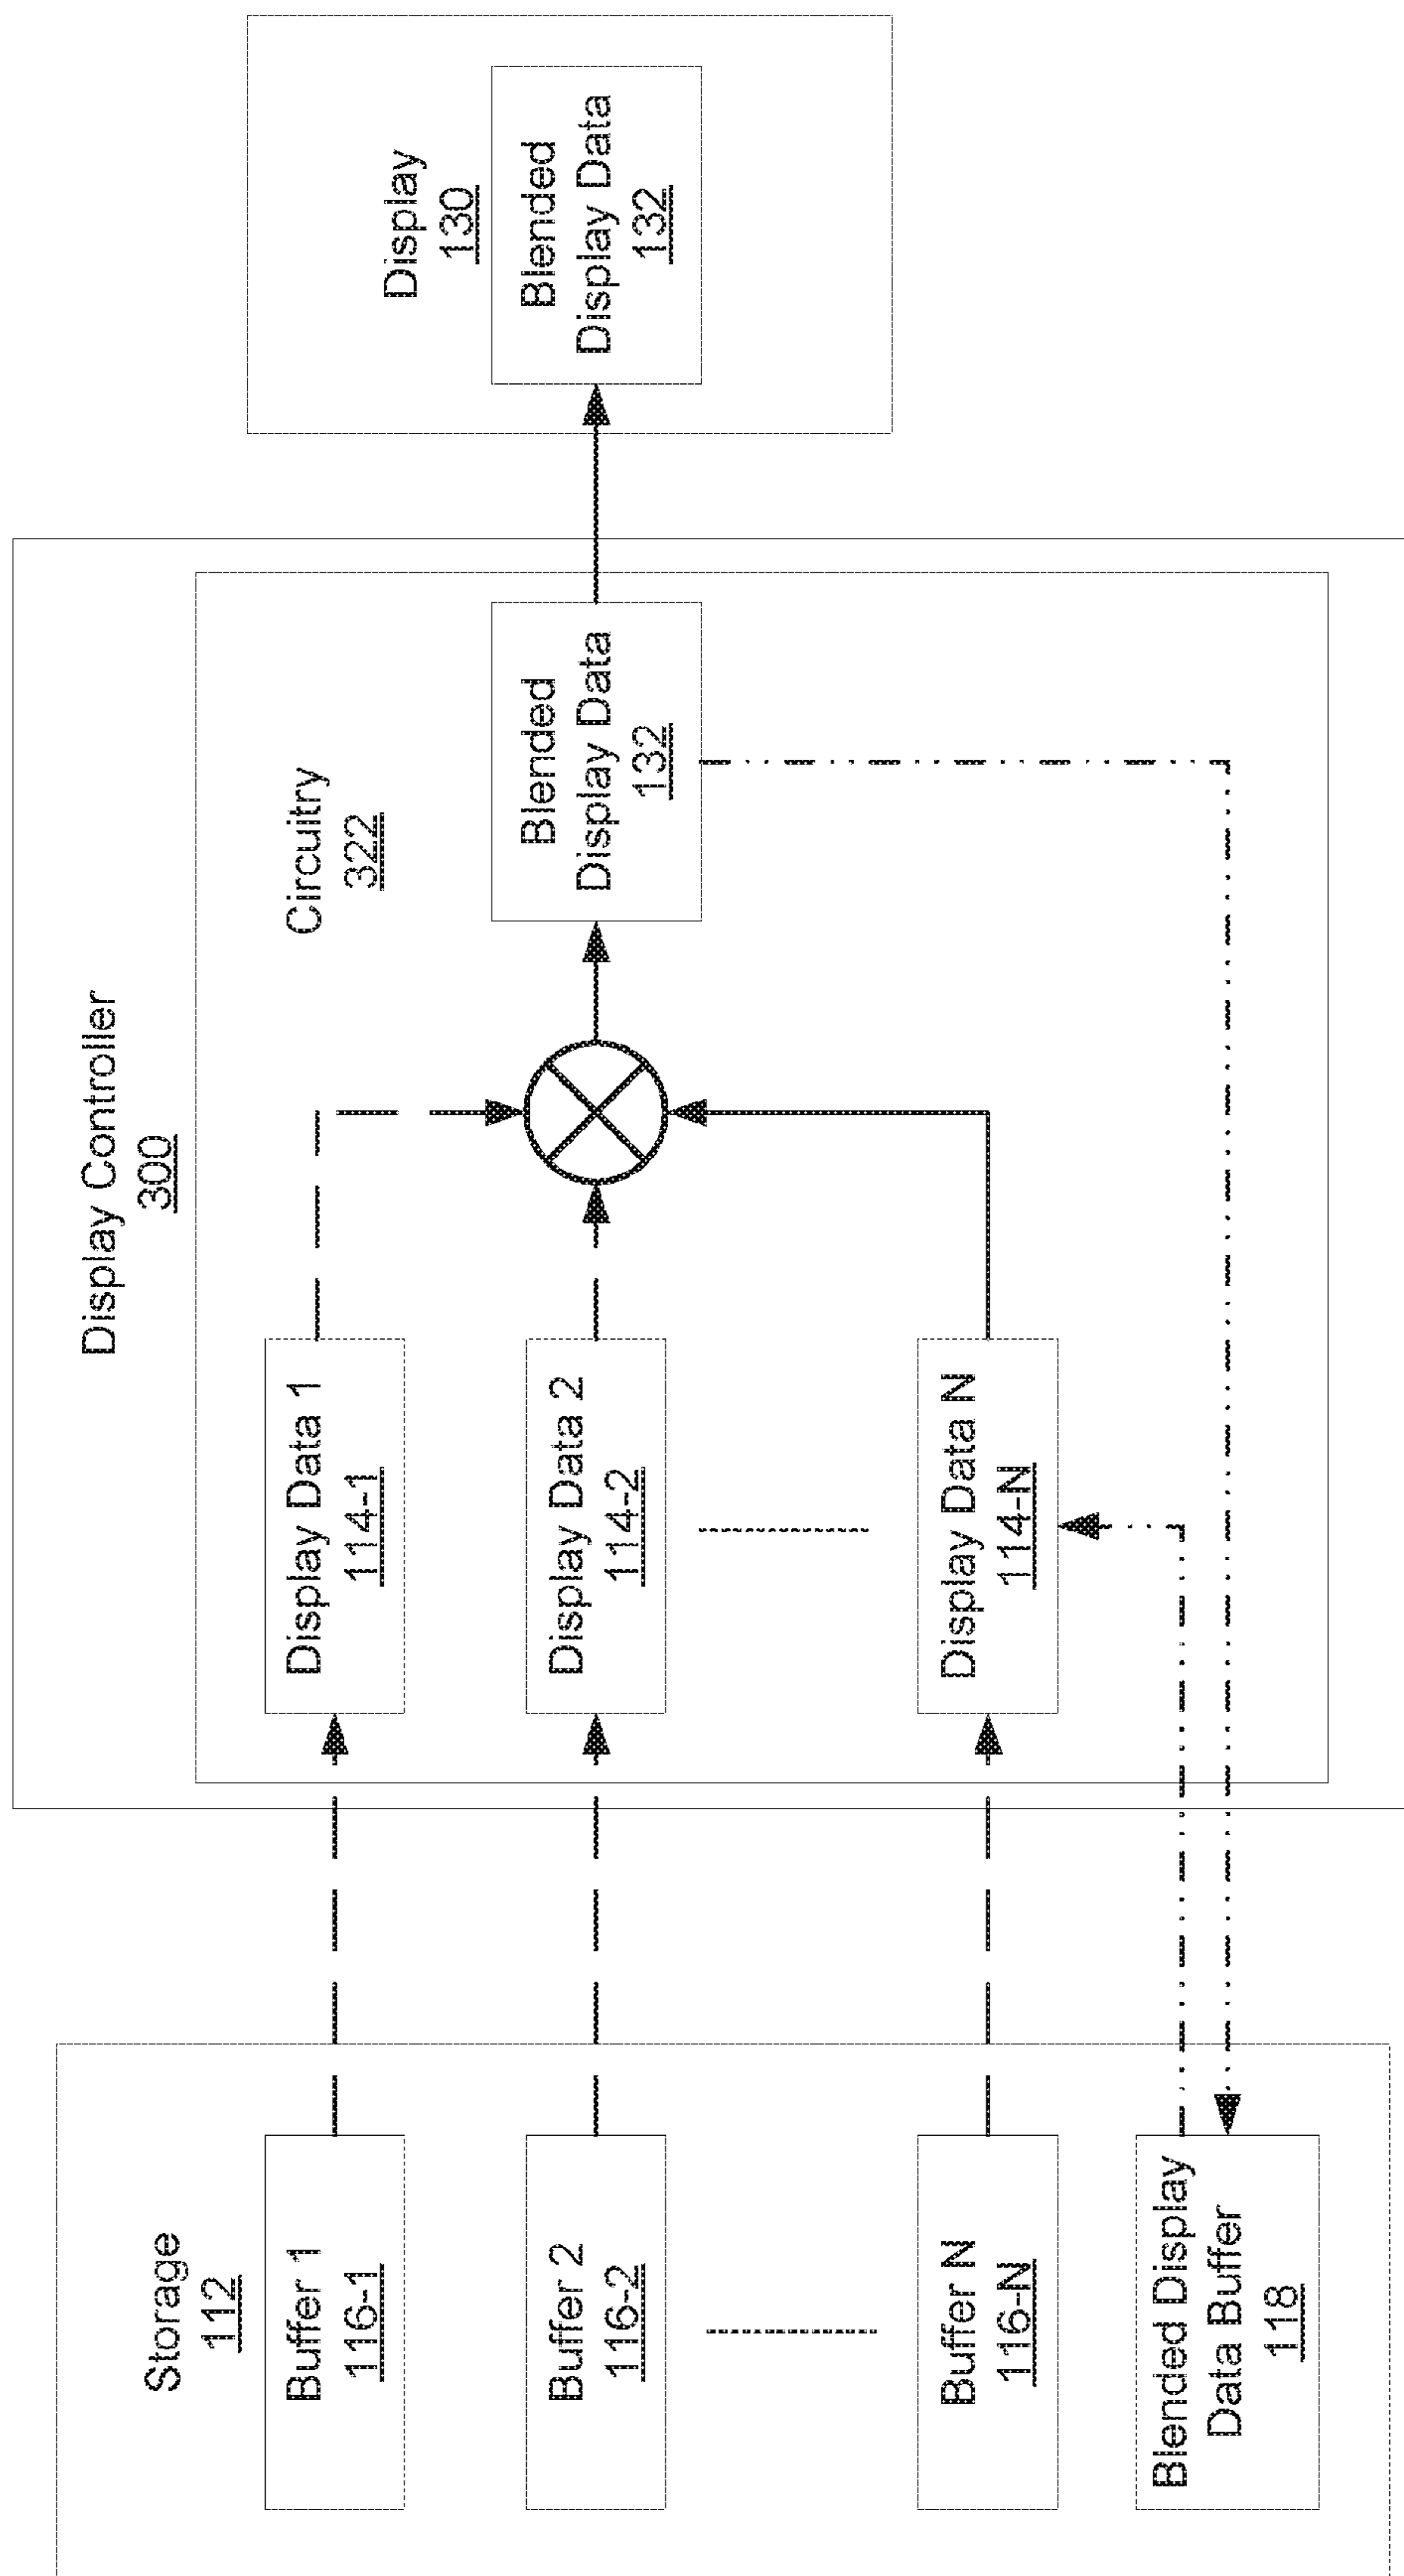 Storage
112
Buffer 1
116-1
Buffer 2
116-2
Buffer N
116-N
Blended Display
Data Buffer
118
Display Controller
300
Circuitry
322
Display Data 1
114-1
Display Data 2
114-2
Display Data N
114-N
Blended
Display Data
132
Display
130
Blended
Display Data
132